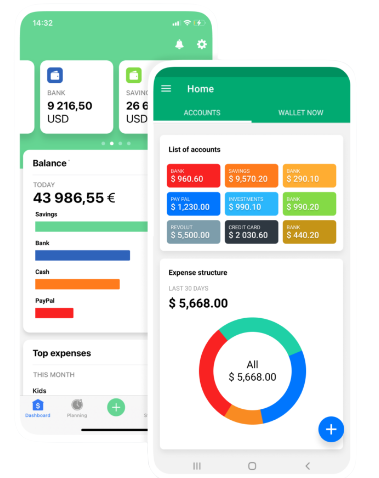 14:32
BANK
9 216,50
USD
SAVIN
26 6
USD
Balance
TODAY
43 986,55 €
Savings
Bank
Cash
PayPal
Top expenses
THIS MONTH
Kids
Dashboard
Planning
Home
ACCOUNTS
WALLET NOW
List of accounts
BANK
$ 960.60
SAVINGS
$ 9,570.20
BANK
$ 290.10
PAY PAL
$ 1,230.00
INVESTMENTS
$ 990.10
BANK
$ 990.20
REVOLUT
$ 5,500.00
CREDIT CARD
$ 2 030.60
BANK
$ 440.20
Expense structure
LAST 30 DAYS
$ 5,668.00
All
$ 5,668.00